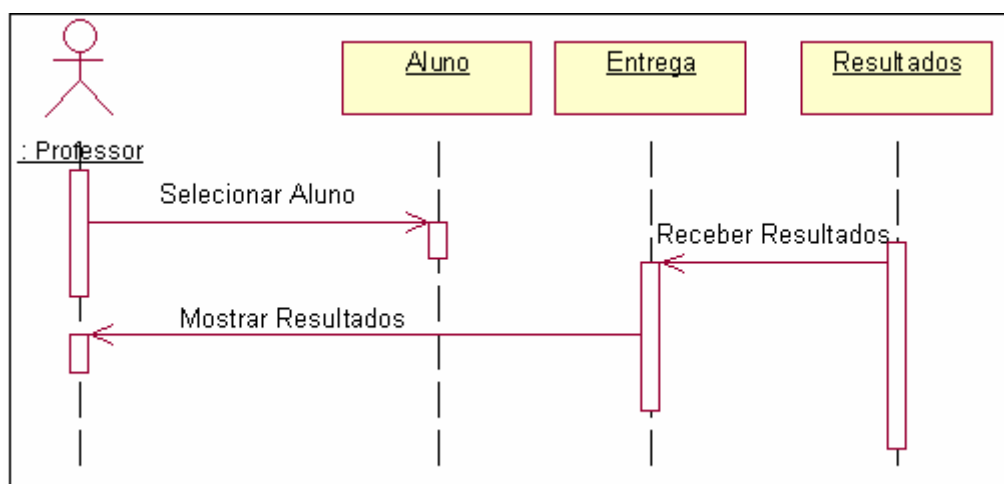 Aluno
Entrega
Resultados
: Professor
Selecionar Aluno
Receber Resultados
Mostrar Resultados